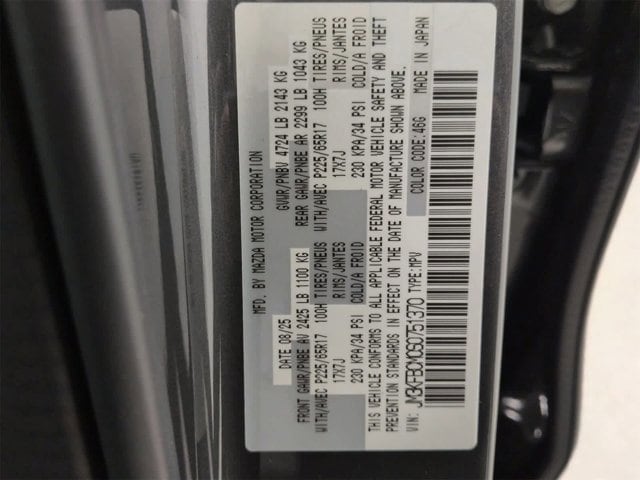 MFD. BY MAZDA MOTOR CORPORATION
DATE 08/25 GVWR/PNBV 4724 LB 2143 KG
FRONT GAWR/PNBE AV 2425 LB 1100 KG REAR GAWR/PNBE AR 2299 LB 1043 KG
WITH/AVEC P225/65R17 100H TIRES/PNEUS WITH/AVEC P225/65R17 100H TIRES/PNEUS
17X7J RIMS/JANTES 17X7J RIMS/JANTES
230 KPA/34 PSI COLD/A FROID 230 KPA/34 PSI COLD/A FROID
THIS VEHICLE CONFORMS TO ALL APPLICABLE FEDERAL MOTOR VEHICLE SAFETY AND THEFT
PREVENTION STANDARDS IN EFFECT ON THE DATE OF MANUFACTURE SHOWN ABOVE.
VIN: JM3KFBCM0S0751370 TYPE:MPV COLOR CODE:46G MADE IN JAPAN